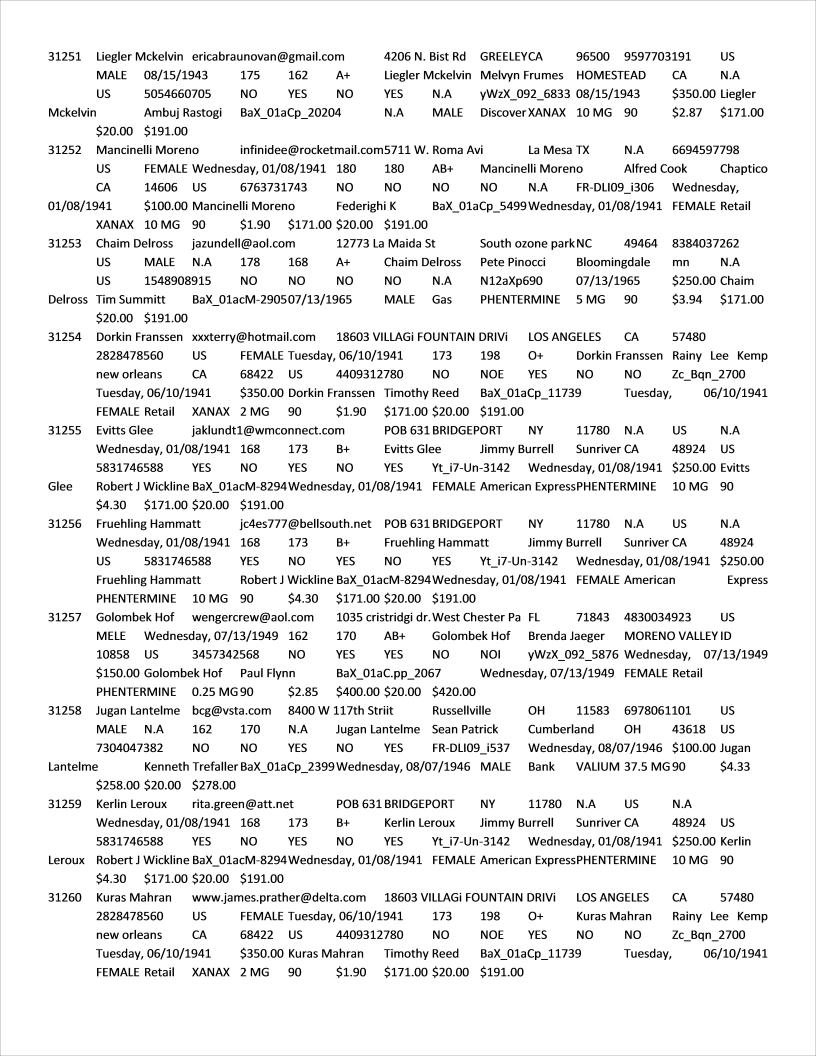 31251 Liegler Mckelvin ericabraunovan@gmail.com 4206 N. Bist Rd GREELEYCA 96500 9597703191 US
MALE 08/15/1943 175 162 A+ Liegler Mckelvin Melvyn Frumes HOMESTEAD CA N.A
US 5054660705 NO YES NO YES N.A yWzX_092_6833 08/15/1943 $350.00 Liegler
Mckelvin Ambuj Rastogi BaX_01aCp_20204 N.A MALE Discover XANAX 10 MG 90 $2.87 $171.00
$20.00 $191.00
31252 Mancinelli Moreno infinidee@rocketmail.com5711 W. Roma Avi La Mesa TX N.A 6694597798
US FEMALE Wednesday, 01/08/1941 180 180 AB+ Mancinelli Moreno Alfred Cook Chaptico
CA 14606 US 6763731743 NO NO NO NO N.A FR-DLI09_i306 Wednesday,
01/08/1941 $100.00 Mancinelli Moreno Federighi K BaX_01aCp_5499Wednesday, 01/08/1941 FEMALE Retail
XANAX 10 MG 90 $1.90 $171.00 $20.00 $191.00
31253 Chaim Delross jazundell@aol.com 12773 La Maida St South ozone park NC 49464 8384037262
US MALE N.A 178 168 A+ Chaim Delross Pete Pinocci Bloomingdale mn N.A
US 1548908915 NO NO NO NO N.A N12aXp690 07/13/1965 $250.00 Chaim
Delross Tim Summitt BaX_01acM-290507/13/1965 MALE Gas PHENTERMINE 5 MG 90 $3.94 $171.00
$20.00 $191.00
31254 Dorkin Franssen xxxterry@hotmail.com 18603 VILLAGi FOUNTAIN DRIVi LOS ANGELES CA 57480
2828478560 US FEMALE Tuesday, 06/10/1941 173 198 O+ Dorkin Franssen Rainy Lee Kemp
new orleans CA 68422 US 4409312780 NO NOE YES NO NO Zc_Bqn_2700
Tuesday, 06/10/1941 $350.00 Dorkin Franssen Timothy Reed BaX_01aCp_11739 Tuesday, 06/10/1941
FEMALE Retail XANAX 2 MG 90 $1.90 $171.00 $20.00 $191.00
31255 Evitts Glee jaklundt1@wmconnect.com POB 631 BRIDGEPORT NY 11780 N.A US N.A
Wednesday, 01/08/1941 168 173 B+ Evitts Glee Jimmy Burrell Sunriver CA 48924 US
5831746588 YES NO YES NO YES Yt_i7-Un-3142 Wednesday, 01/08/1941 $250.00 Evitts
Glee Robert J Wickline BaX_01acM-8294Wednesday, 01/08/1941 FEMALE American ExpressPHENTERMINE 10 MG 90
$4.30 $171.00 $20.00 $191.00
31256 Fruehling Hammatt jc4es777@bellsouth.net POB 631 BRIDGEPORT NY 11780 N.A US N.A
Wednesday, 01/08/1941 168 173 B+ Fruehling Hammatt Jimmy Burrell Sunriver CA 48924
US 5831746588 YES NO YES NO YES Yt_i7-Un-3142 Wednesday, 01/08/1941 $250.00
Fruehling Hammatt Robert J Wickline BaX_01acM-8294Wednesday, 01/08/1941 FEMALE American Express
PHENTERMINE 10 MG 90 $4.30 $171.00 $20.00 $191.00
31257 Golombek Hof wengercrew@aol.com 1035 cristridgi dr.West Chester Pa FL 71843 4830034923 US
MELE Wednesday, 07/13/1949 162 170 AB+ Golombek Hof Brenda Jaeger MORENO VALLEY ID
10858 US 3457342568 NO YES YES NO NOI yWzX_092_5876 Wednesday, 07/13/1949
$150.00 Golombek Hof Paul Flynn BaX_01aC.pp_2067 Wednesday, 07/13/1949 FEMALE Retail
PHENTERMINE 0.25 MG 90 $2.85 $400.00 $20.00 $420.00
31258 Jugan Lantelme bcg@vsta.com 8400 W 117th Striit Russellville OH 11583 6978061101 US
MALE N.A 162 170 N.A Jugan Lantelme Sean Patrick Cumberland OH 43618 US
7304047382 NO NO YES NO YES FR-DLI09_i537 Wednesday, 08/07/1946 $100.00 Jugan
Lantelme Kenneth Trefaller BaX_01aCp_2399Wednesday, 08/07/1946 MALE Bank VALIUM 37.5 MG 90 $4.33
$258.00 $20.00 $278.00
31259 Kerlin Leroux rita.green@att.net POB 631 BRIDGEPORT NY 11780 N.A US N.A
Wednesday, 01/08/1941 168 173 B+ Kerlin Leroux Jimmy Burrell Sunriver CA 48924 US
5831746588 YES NO YES NO YES Yt_i7-Un-3142 Wednesday, 01/08/1941 $250.00 Kerlin
Leroux Robert J Wickline BaX_01acM-8294Wednesday, 01/08/1941 FEMALE American ExpressPHENTERMINE 10 MG 90
$4.30 $171.00 $20.00 $191.00
31260 Kuras Mahran www.james.prather@delta.com 18603 VILLAGi FOUNTAIN DRIVi LOS ANGELES CA 57480
2828478560 US FEMALE Tuesday, 06/10/1941 173 198 O+ Kuras Mahran Rainy Lee Kemp
new orleans CA 68422 US 4409312780 NO NOE YES NO NO Zc_Bqn_2700
Tuesday, 06/10/1941 $350.00 Kuras Mahran Timothy Reed BaX_01aCp_11739 Tuesday, 06/10/1941
FEMALE Retail XANAX 2 MG 90 $1.90 $171.00 $20.00 $191.00